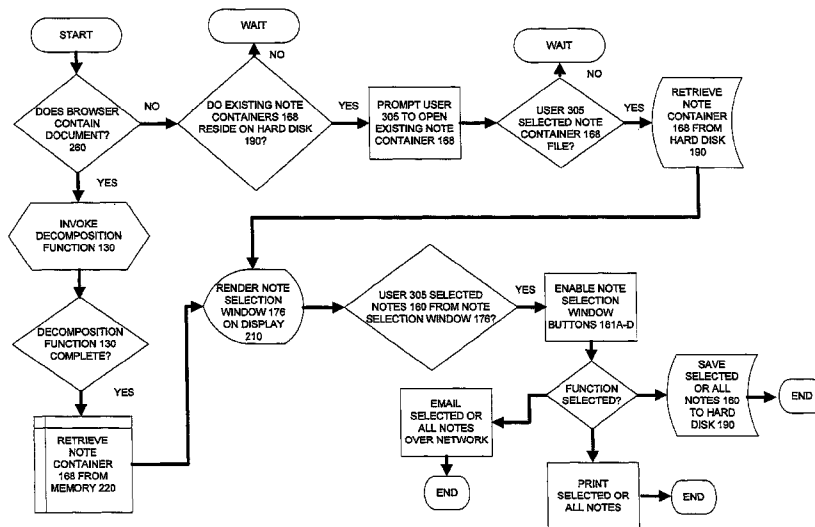 START
WAIT
NO
DOES BROWSER
CONTAIN
DOCUMENT?
260
NO
DO EXISTING NOTE
CONTAINERS 168
RESIDE ON HARD DISK
190?
YES
PROMPT USER
305 TO OPEN
EXISTING NOTE
CONTAINER 168
WAIT
NO
USER 305
SELECTED NOTE
CONTAINER 168
FILE?
YES
RETRIEVE
NOTE
CONTAINER
168 FROM
HARD DISK
190
YES
INVOKE
DECOMPOSITION
FUNCTION 130
DECOMPOSITION
FUNCTION 130
COMPLETE?
YES
RETRIEVE NOTE
CONTAINER
168 FROM
MEMORY 220
RENDER NOTE
SELECTION
WINDOW 176
ON DISPLAY
210
USER 305 SELECTED
NOTES 160 FROM NOTE
SELECTION WINDOW 176?
YES
ENABLE NOTE
SELECTION
WINDOW
BUTTONS 181A-D
FUNCTION
SELECTED?
SAVE
SELECTED
OR ALL
NOTES 160
TO HARD
DISK 190
END
EMAIL
SELECTED OR
ALL NOTES
OVER NETWORK
END
PRINT
SELECTED OR
ALL NOTES
END